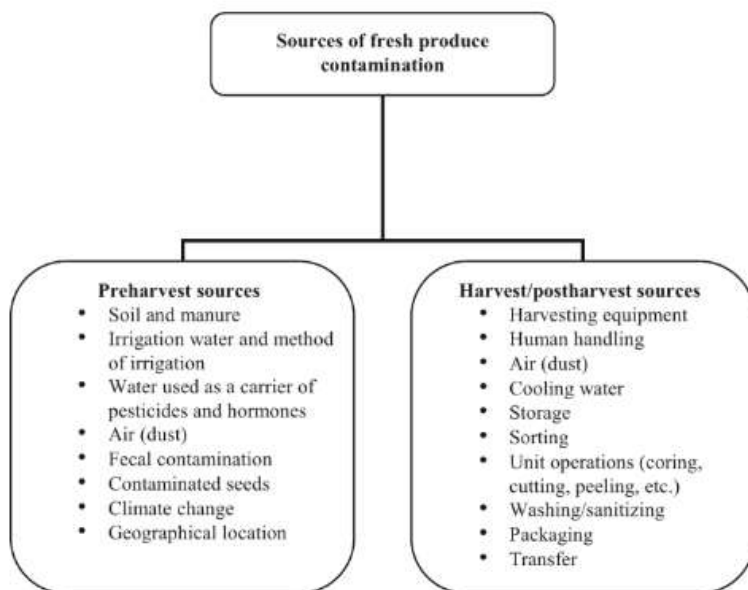 Sources of fresh produce
contamination
Preharvest sources
• Soil and manure
• Irrigation water and method
of irrigation
• Water used as a carrier of
pesticides and hormones
• Air (dust)
• Fecal contamination
• Contaminated seeds
• Climate change
• Geographical location
Harvest/postharvest sources
• Harvesting equipment
• Human handling
• Air (dust)
• Cooling water
• Storage
• Sorting
• Unit operations (coring,
cutting, peeling, etc.)
• Washing/sanitizing
• Packaging
• Transfer